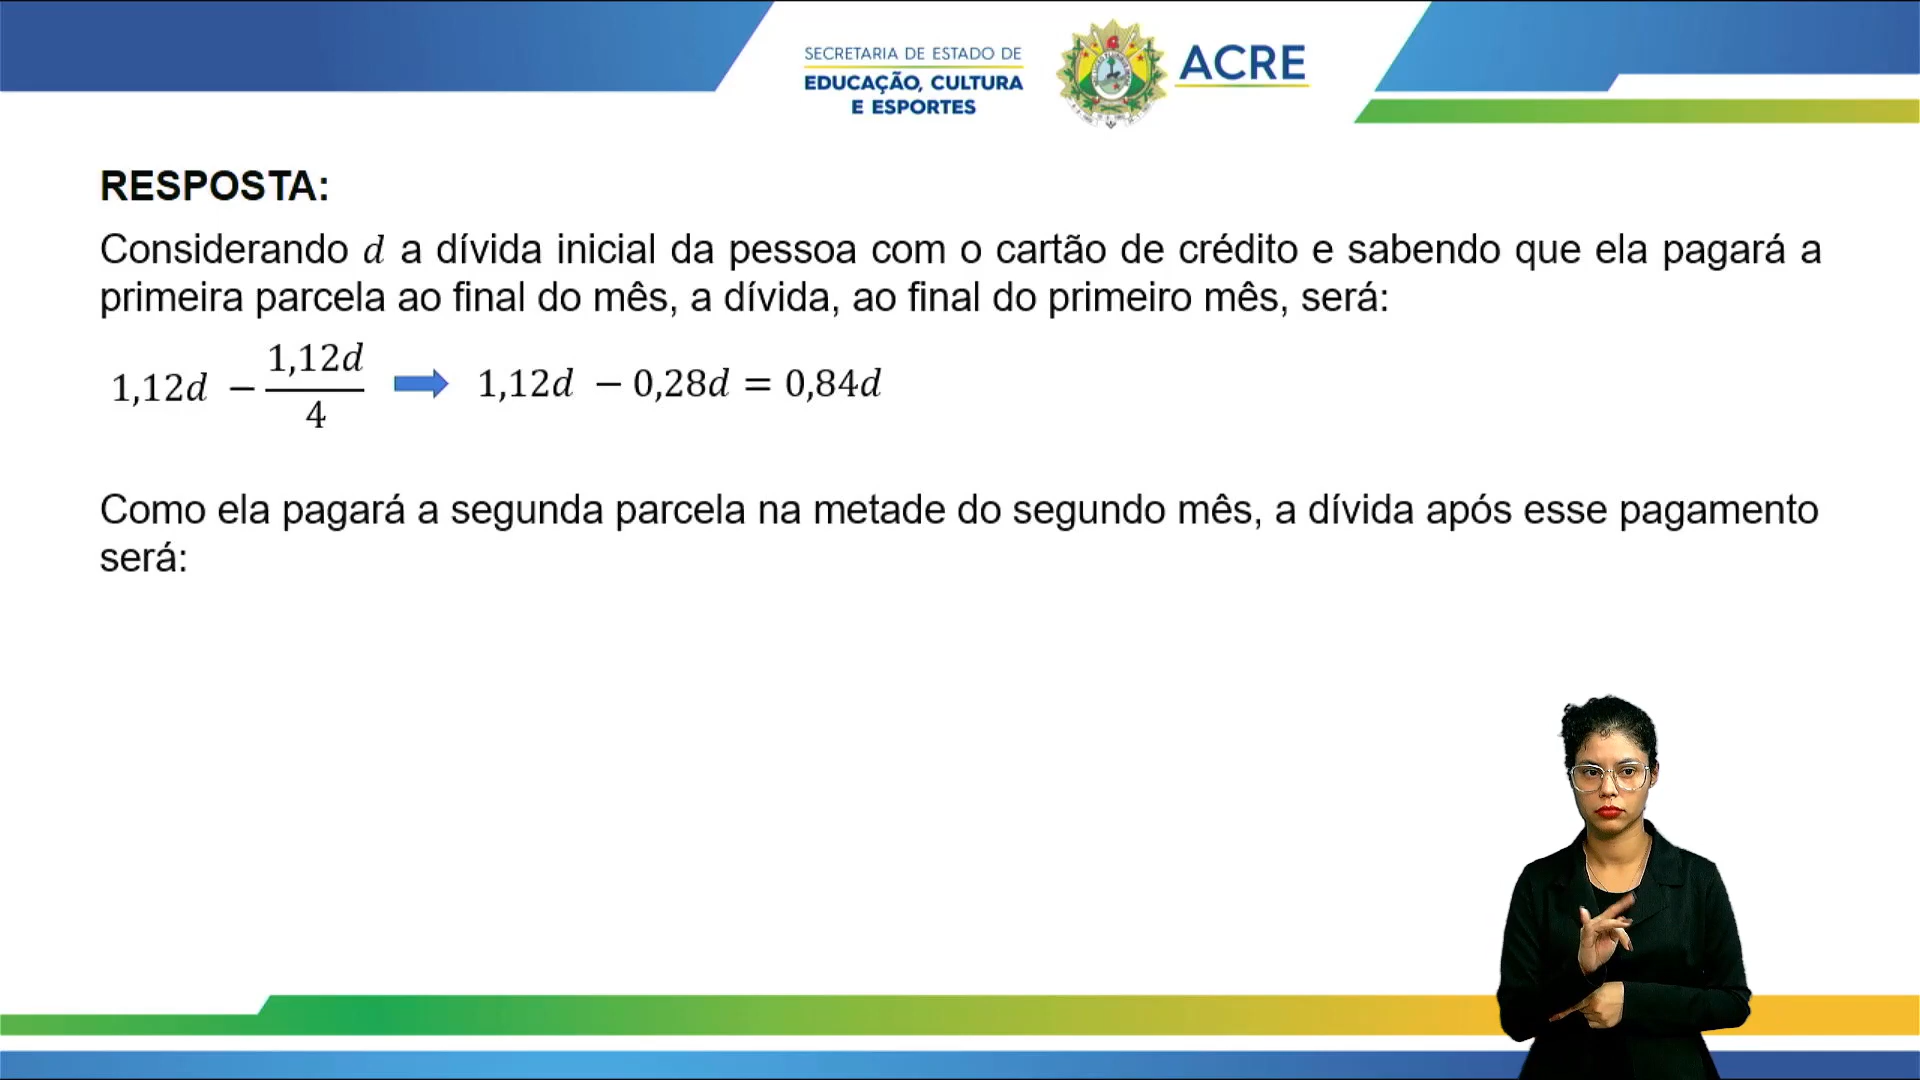 SECRETARIA DE ESTADO DE
EDUCAÇÃO, CULTURA
E ESPORTES
ACRE
RESPOSTA:
Considerando d a dívida inicial da pessoa com o cartão de crédito e sabendo que ela pagará a
primeira parcela ao final do mês, a dívida, ao final do primeiro mês, será:
1,12d − 1,12d/4 ➡ 1,12d − 0,28d = 0,84d
Como ela pagará a segunda parcela na metade do segundo mês, a dívida após esse pagamento
será: